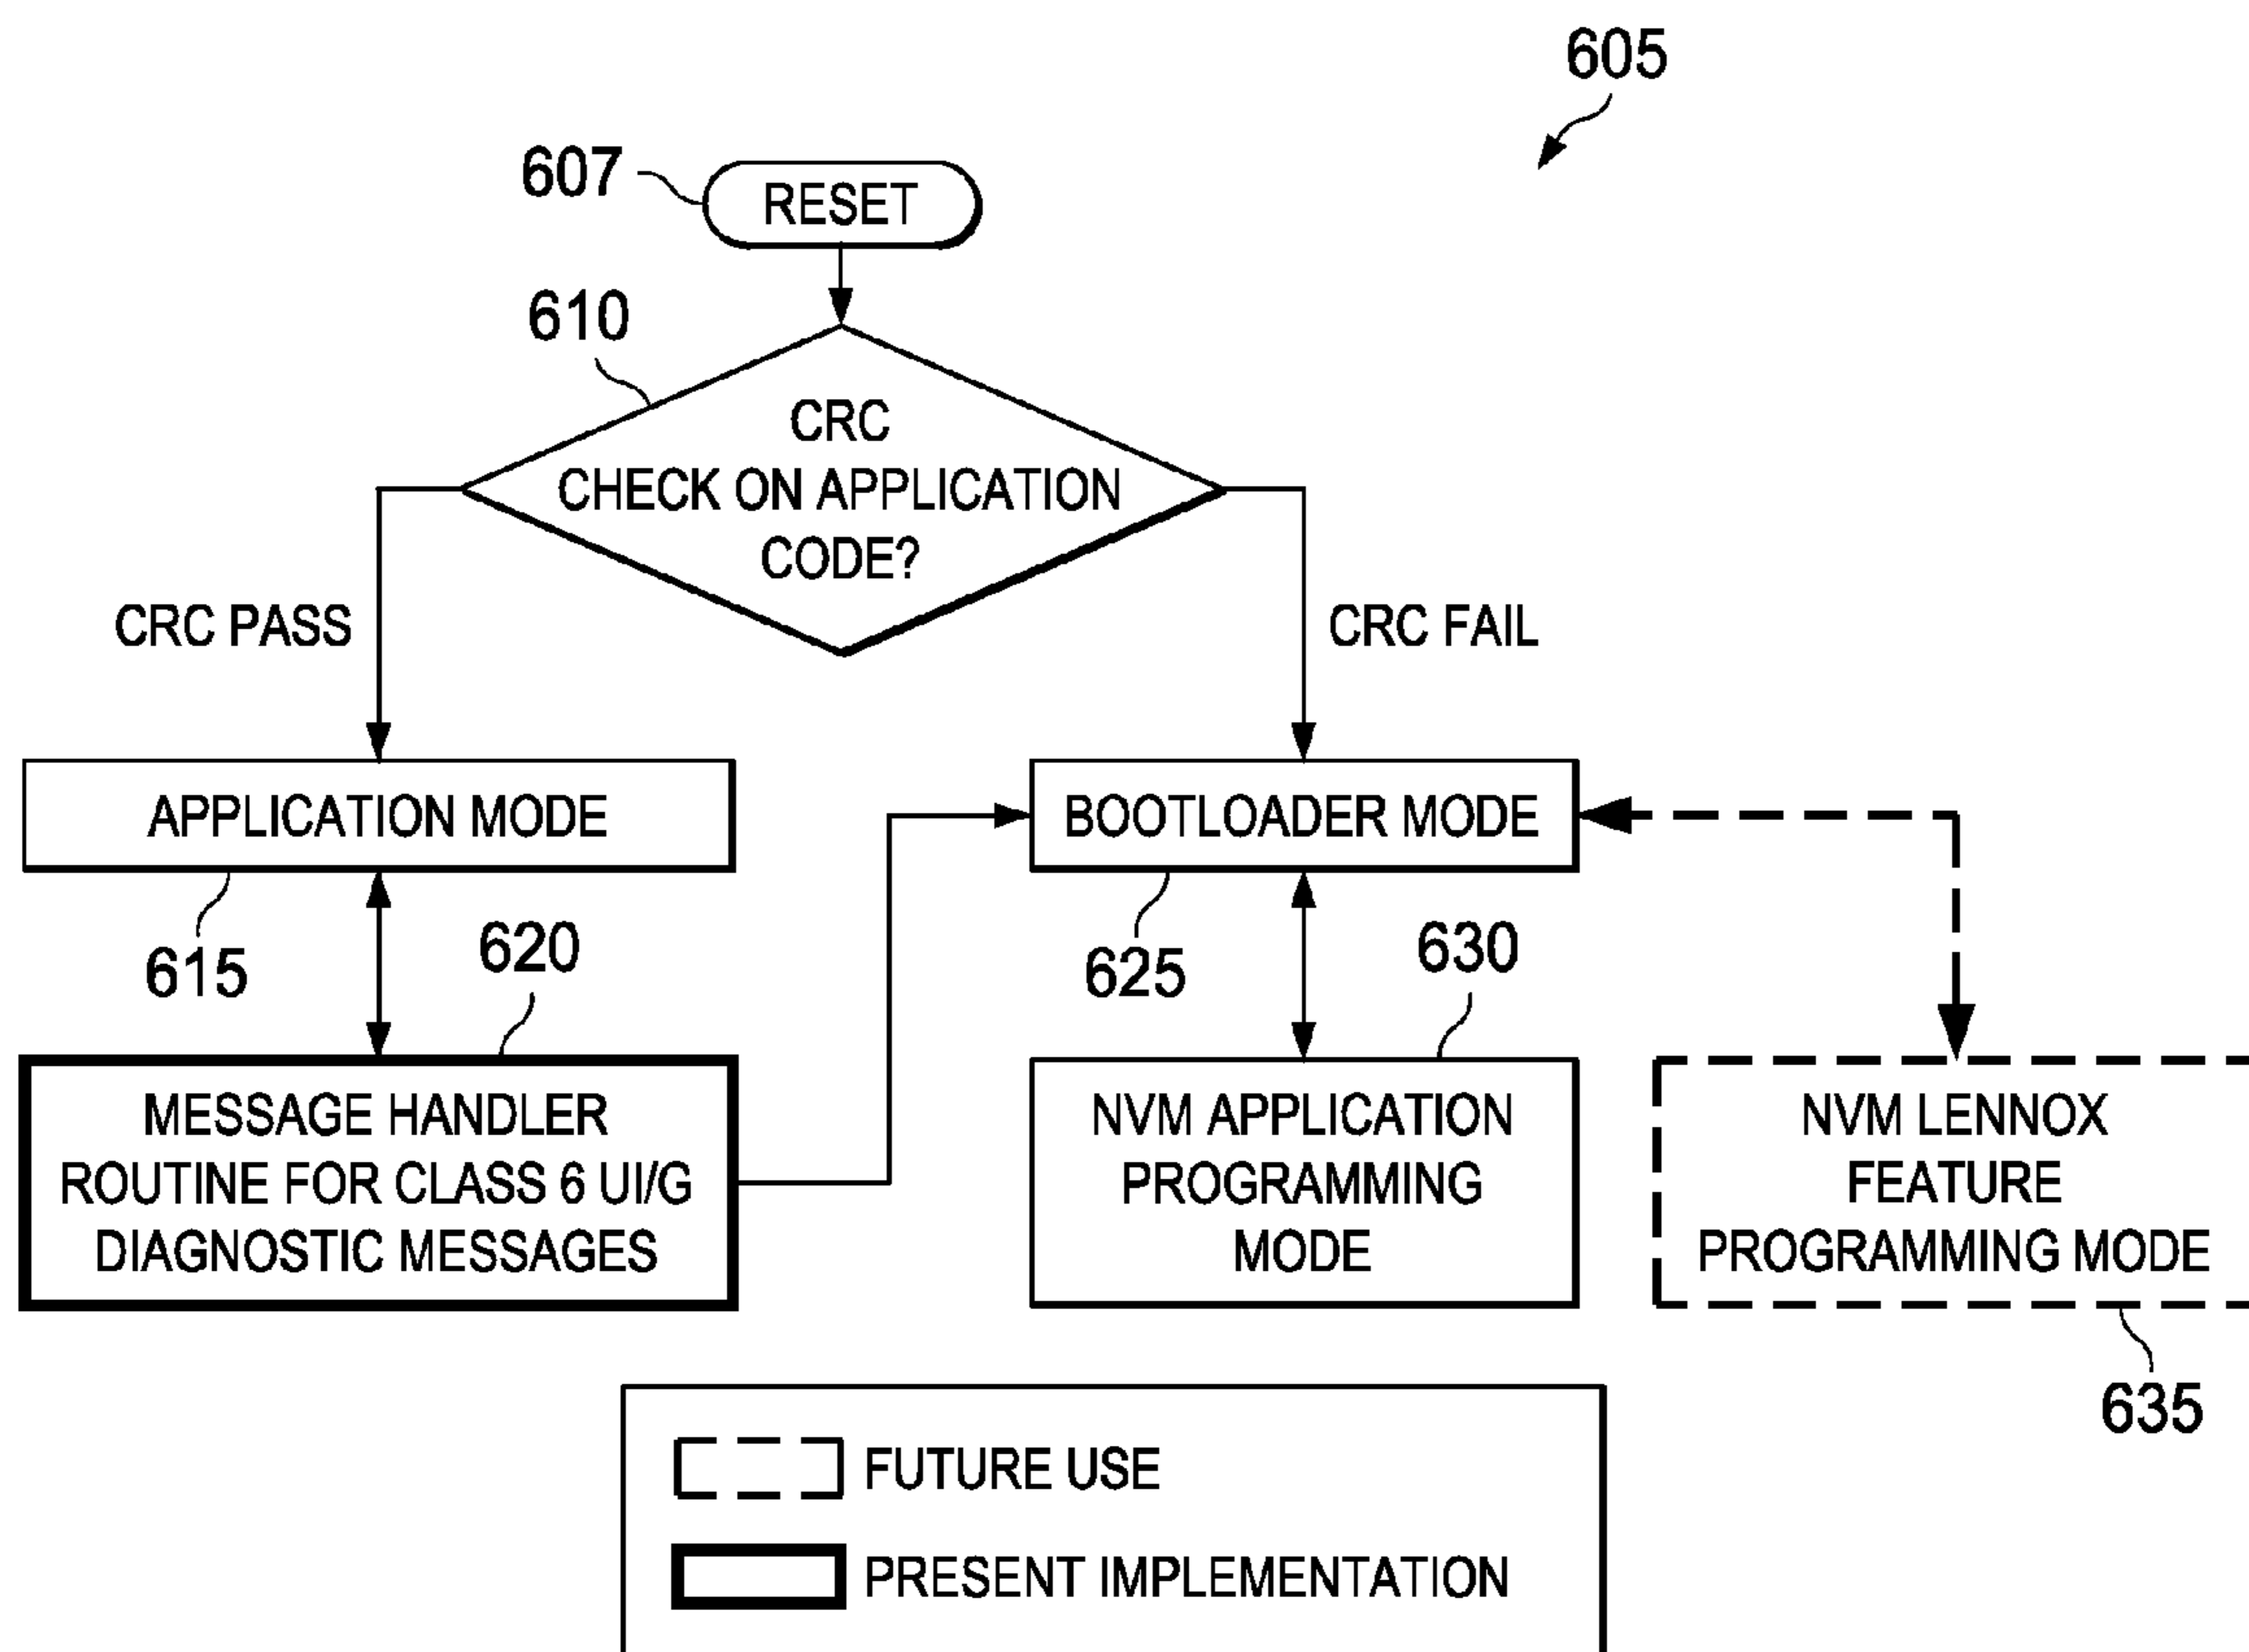 605
607
RESET
610
CRC
CHECK ON APPLICATION
CODE?
CRC PASS
CRC FAIL
APPLICATION MODE
BOOTLOADER MODE
615
620
625
630
MESSAGE HANDLER
ROUTINE FOR CLASS 6 UI/G
DIAGNOSTIC MESSAGES
NVM APPLICATION
PROGRAMMING
MODE
NVM LENNOX
FEATURE
PROGRAMMING MODE
635
FUTURE USE
PRESENT IMPLEMENTATION